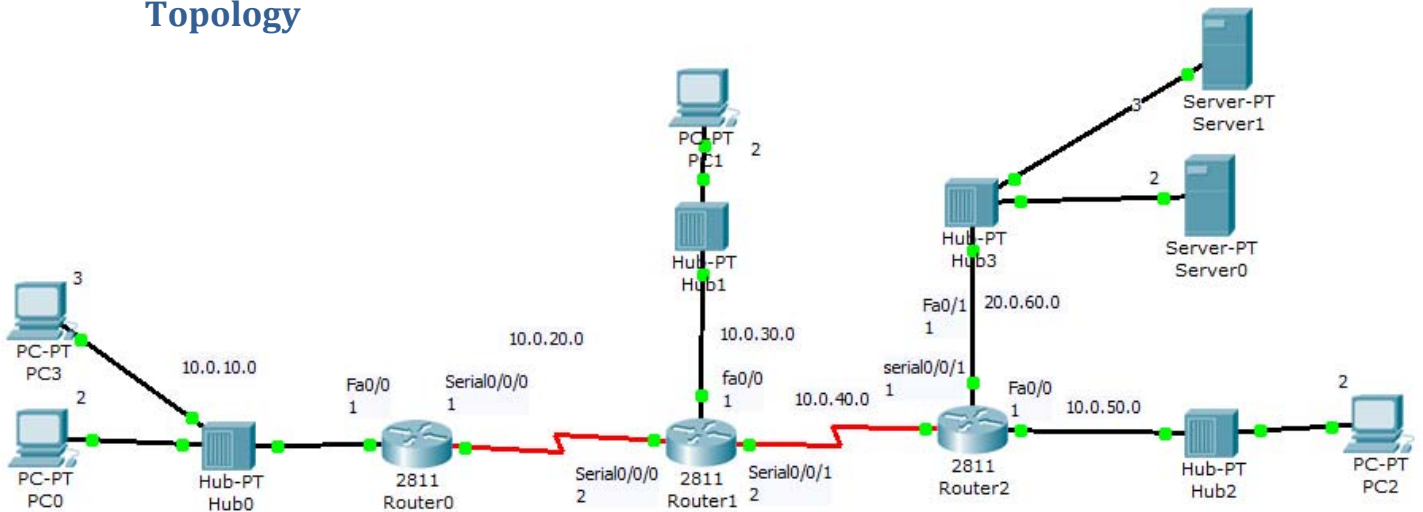 Topology
PC-PT
PC1
2
Hub-PT
Hub1
3
Server-PT
Server1
2
Server-PT
Server0
Hub-PT
Hub3
Fa0/1
1
20.0.60.0
3
PC-PT
PC3
2
PC-PT
PC0
10.0.10.0
Hub-PT
Hub0
Fa0/0
1
2811
Router0
Serial0/0/0
1
10.0.20.0
Serial0/0/0
2
10.0.30.0
fa0/0
1
2811
Router1
Serial0/0/1
2
10.0.40.0
serial0/0/1
1
2811
Router2
Fa0/0
1
10.0.50.0
Hub-PT
Hub2
2
PC-PT
PC2